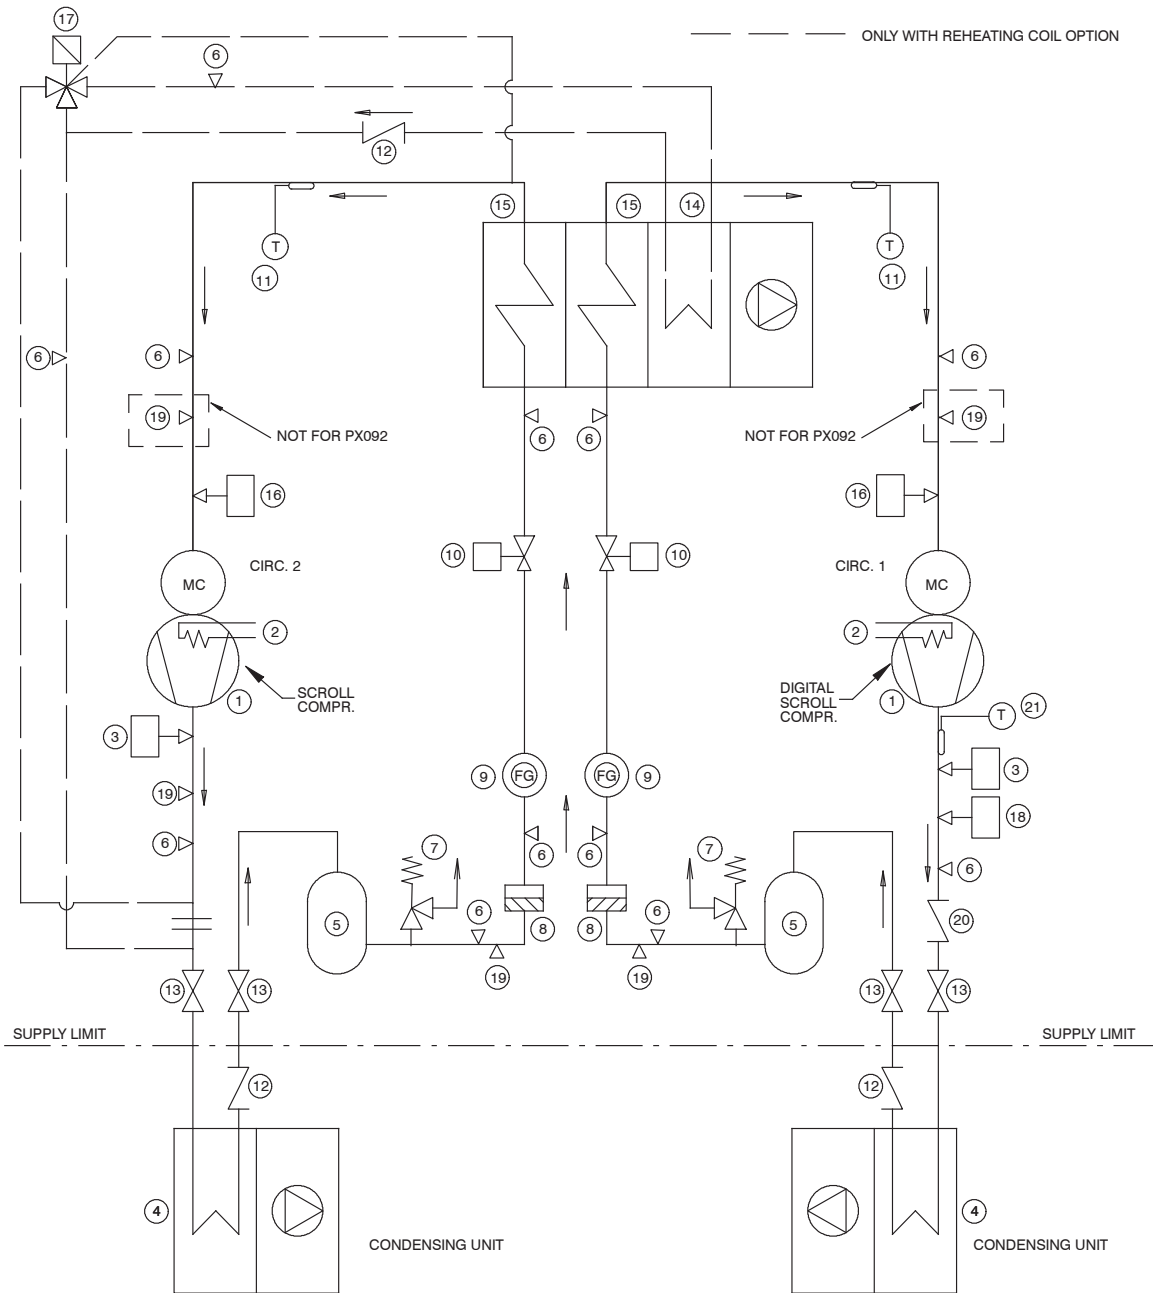 17
6
ONLY WITH REHEATING COIL OPTION
12
15
15
14
T
11
T
11
6
6
6
19
NOT FOR PX092
6
6
NOT FOR PX092
19
16
16
10
10
MC
CIRC. 2
CIRC. 1
MC
2
2
1
SCROLL
COMPR.
DIGITAL
SCROLL
COMPR.
1
T
21
3
9
FG
FG
9
3
19
18
6
7
6
6
7
6
5
6
8
8
6
5
20
19
19
13
13
13
13
SUPPLY LIMIT
SUPPLY LIMIT
12
12
4
4
CONDENSING UNIT
CONDENSING UNIT